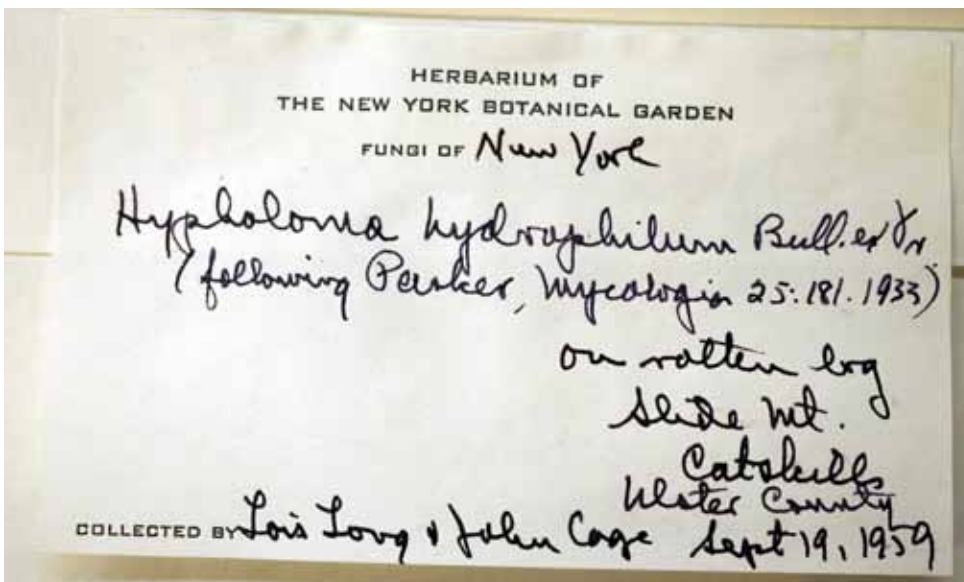 HERBARIUM OF
THE NEW YORK BOTANICAL GARDEN
FUNGI OF New York
Hypholoma hydrophilum Bull. ex Fr.
(following Parker, Mycologia 25:181. 1933)
on rotten log
Slide Mt.
Catskills
Ulster County
COLLECTED BY Lois Long & John Cage Sept 19, 1959